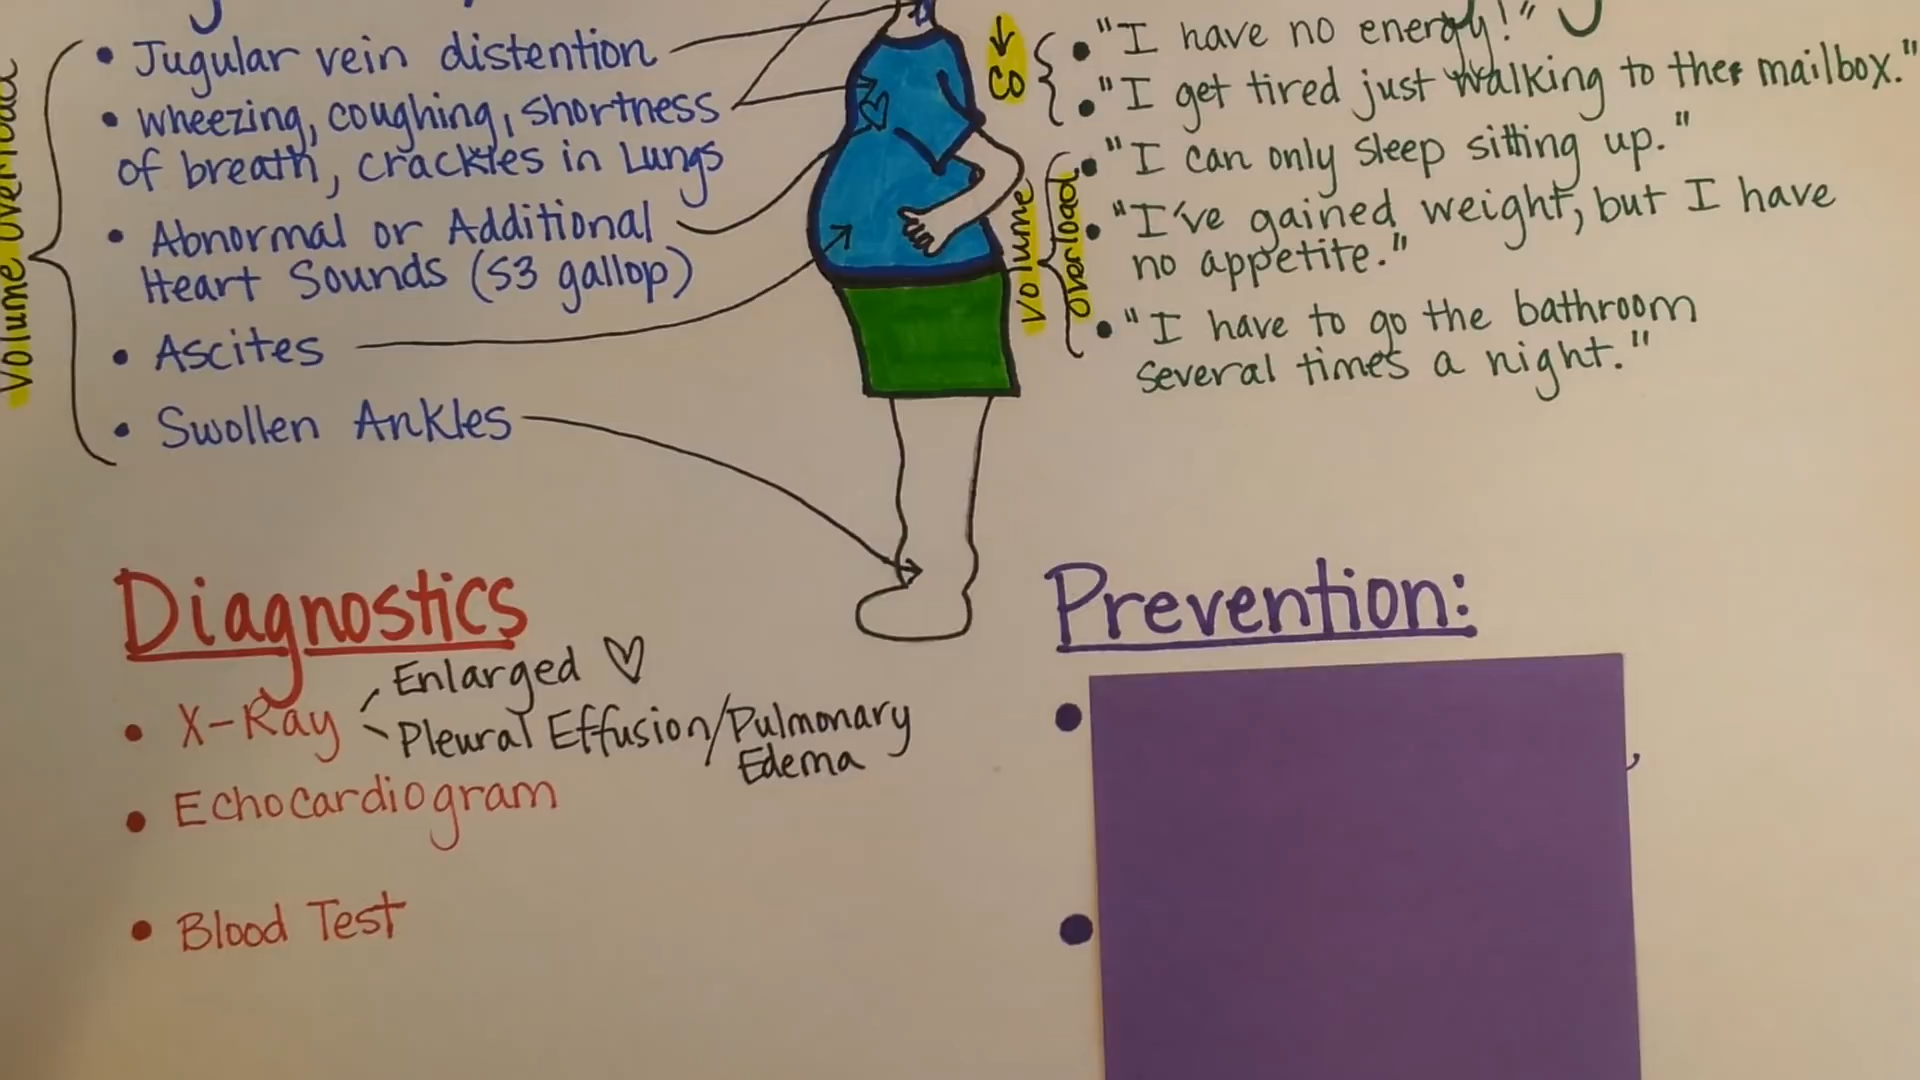 Volume overload
• Jugular vein distention
• Wheezing, coughing, shortness
of breath, crackles in Lungs
• Abnormal or Additional
Heart Sounds (S3 gallop)
• Ascites
• Swollen Ankles
↓
CO
• "I have no energy!"
• "I get tired just walking to the mailbox."
volume
overload
• "I can only sleep sitting up."
• "I've gained weight, but I have
no appetite."
• "I have to go the bathroom
several times a night."
Diagnostics
• X-Ray
Enlarged ♡
Pleural Effusion/Pulmonary
Edema
• Echocardiogram
• Blood Test
Prevention: